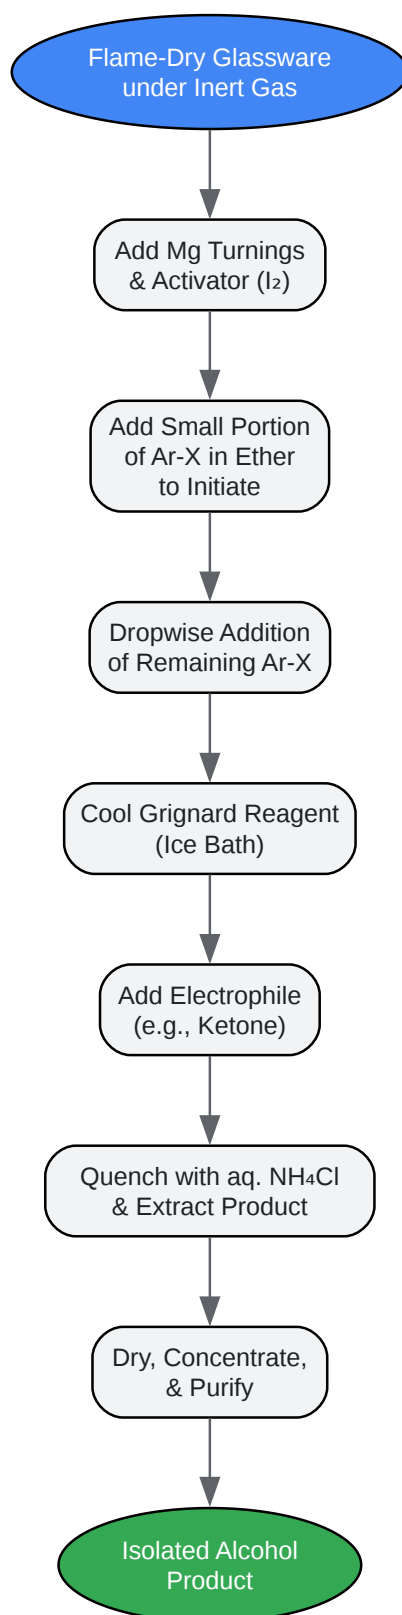 Flame-Dry Glassware
under Inert Gas
Add Mg Turnings
& Activator (I₂)
Add Small Portion
of Ar-X in Ether
to Initiate
Dropwise Addition
of Remaining Ar-X
Cool Grignard Reagent
(Ice Bath)
Add Electrophile
(e.g., Ketone)
Quench with aq. NH₄Cl
& Extract Product
Dry, Concentrate,
& Purify
Isolated Alcohol
Product